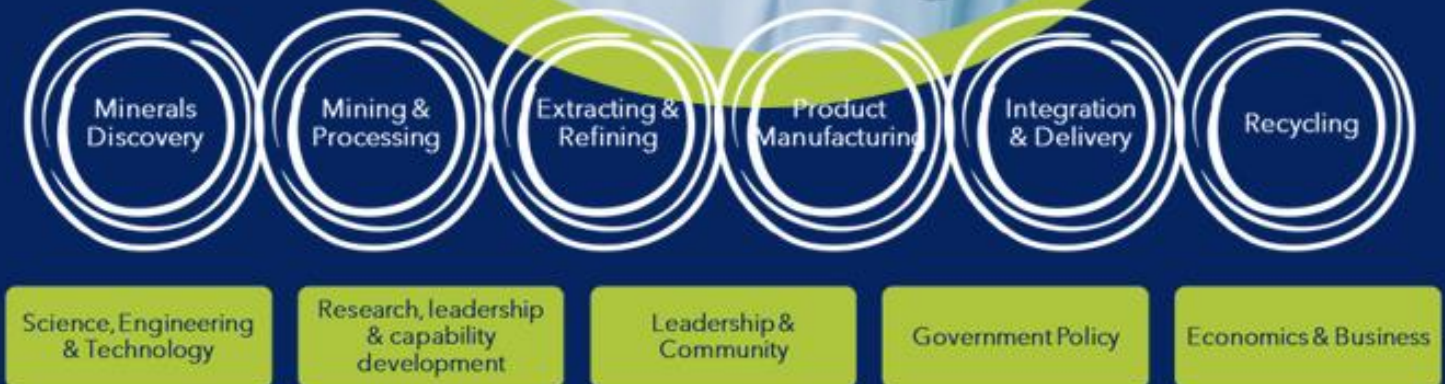 Minerals
Discovery
Mining &
Processing
Extracting &
Refining
Product
Manufacturing
Integration
& Delivery
Recycling
Science, Engineering
& Technology
Research, leadership
& capability
development
Leadership &
Community
Government Policy
Economics & Business